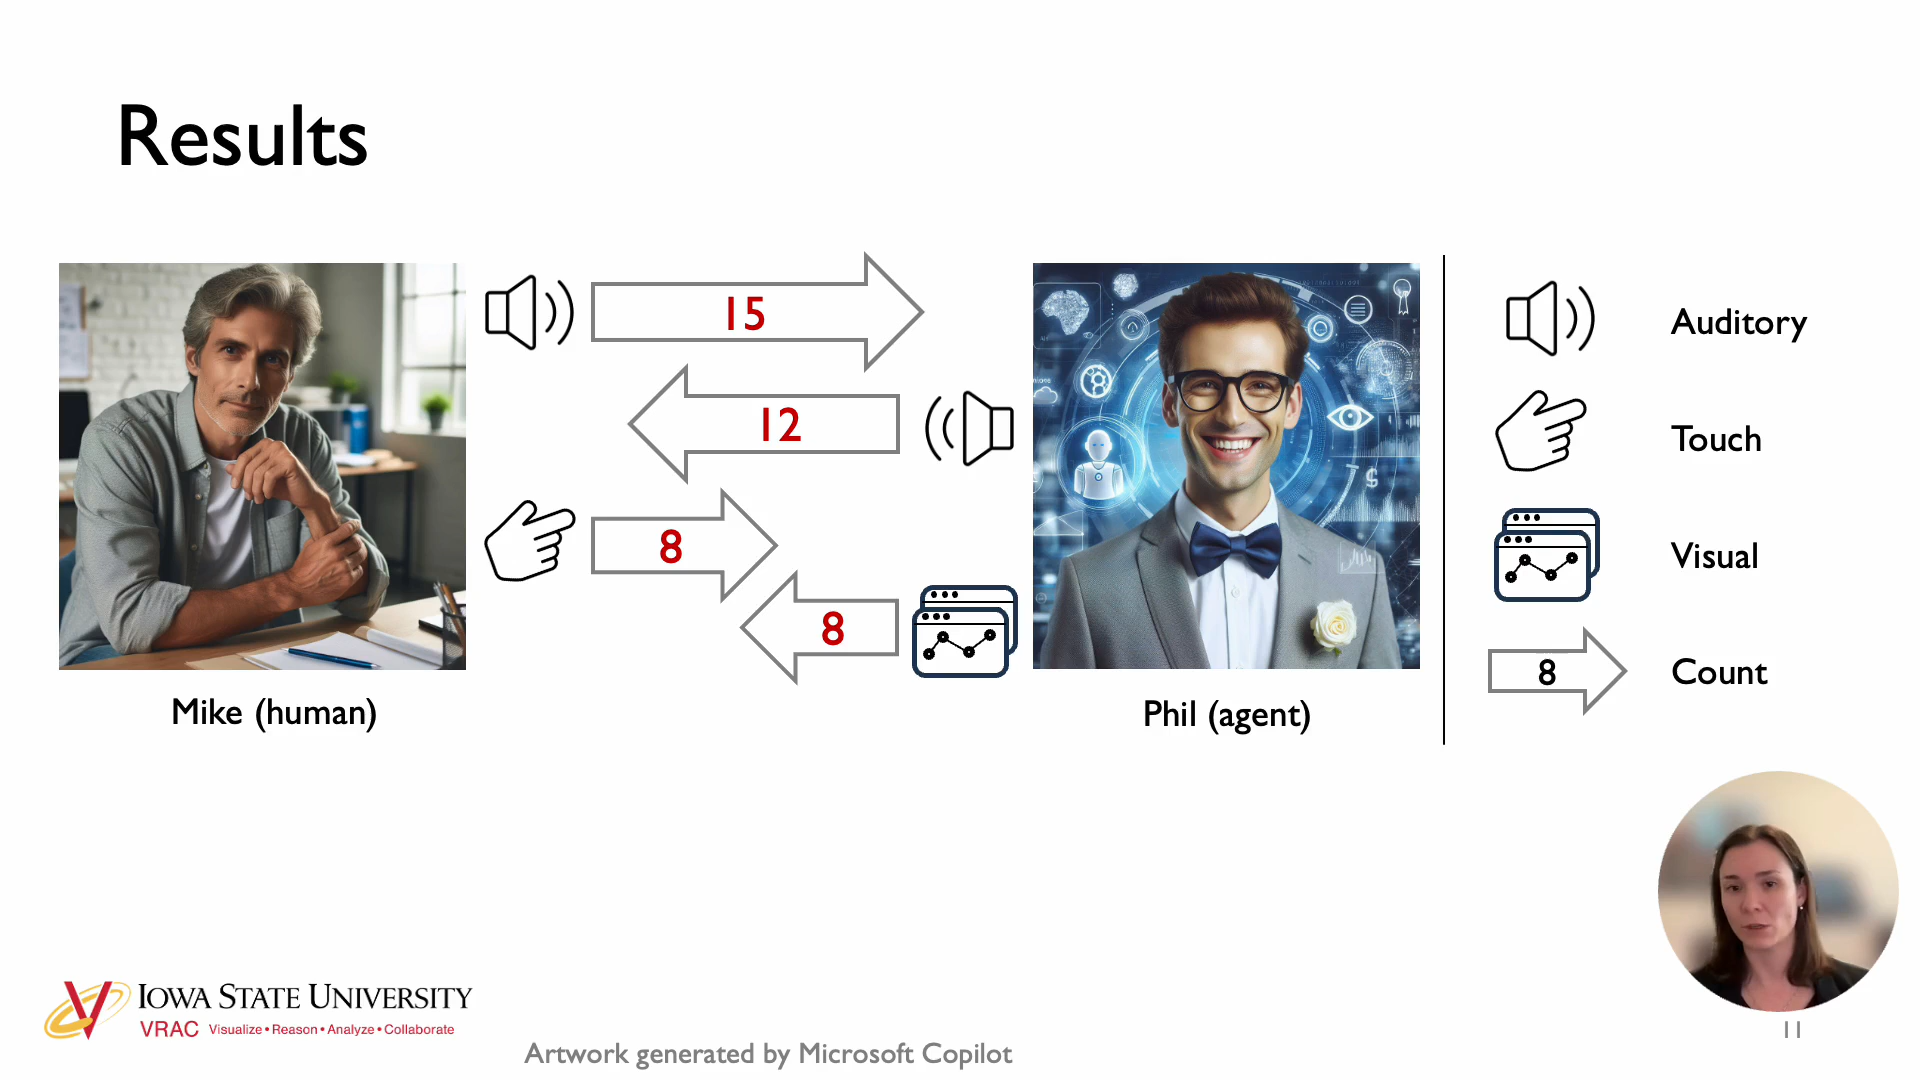 Results
15
12
8
8
Mike (human)
Phil (agent)
Auditory
Touch
Visual
8 Count
IOWA STATE UNIVERSITY
VRAC Visualize • Reason • Analyze • Collaborate
Artwork generated by Microsoft Copilot
11